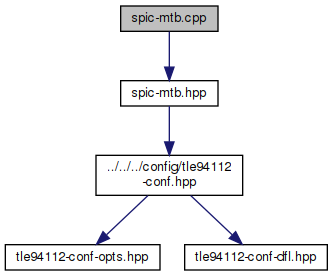 spic-mtb.cpp
spic-mtb.hpp
../../../config/tle94112
-conf.hpp
tle94112-conf-opts.hpp
tle94112-conf-dfl.hpp